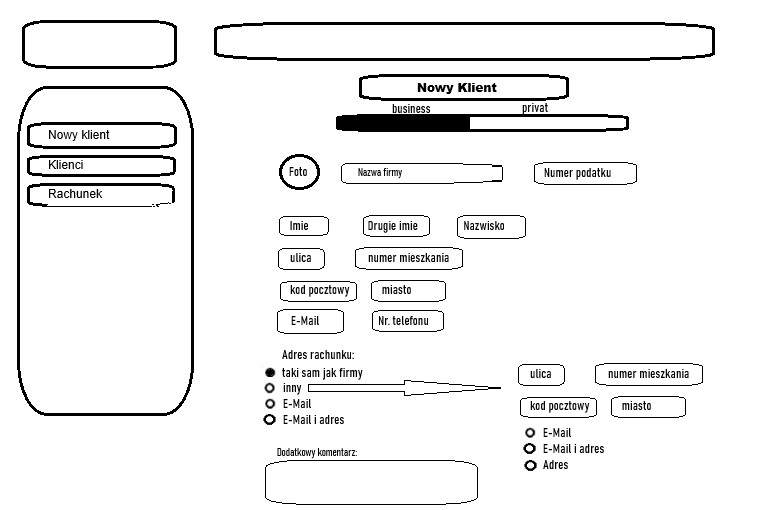 Nowy klient
Klienci
Rachunek
Nowy Klient
business privat
Foto Nazwa firmy Numer podatku
Imie Drugie imie Nazwisko
ulica numer mieszkania
kod pocztowy miasto
E-Mail Nr. telefonu
Adres rachunku:
taki sam jak firmy
inny
E-Mail
E-Mail i adres
ulica numer mieszkania
kod pocztowy miasto
E-Mail
E-Mail i adres
Adres
Dodatkowy komentarz: